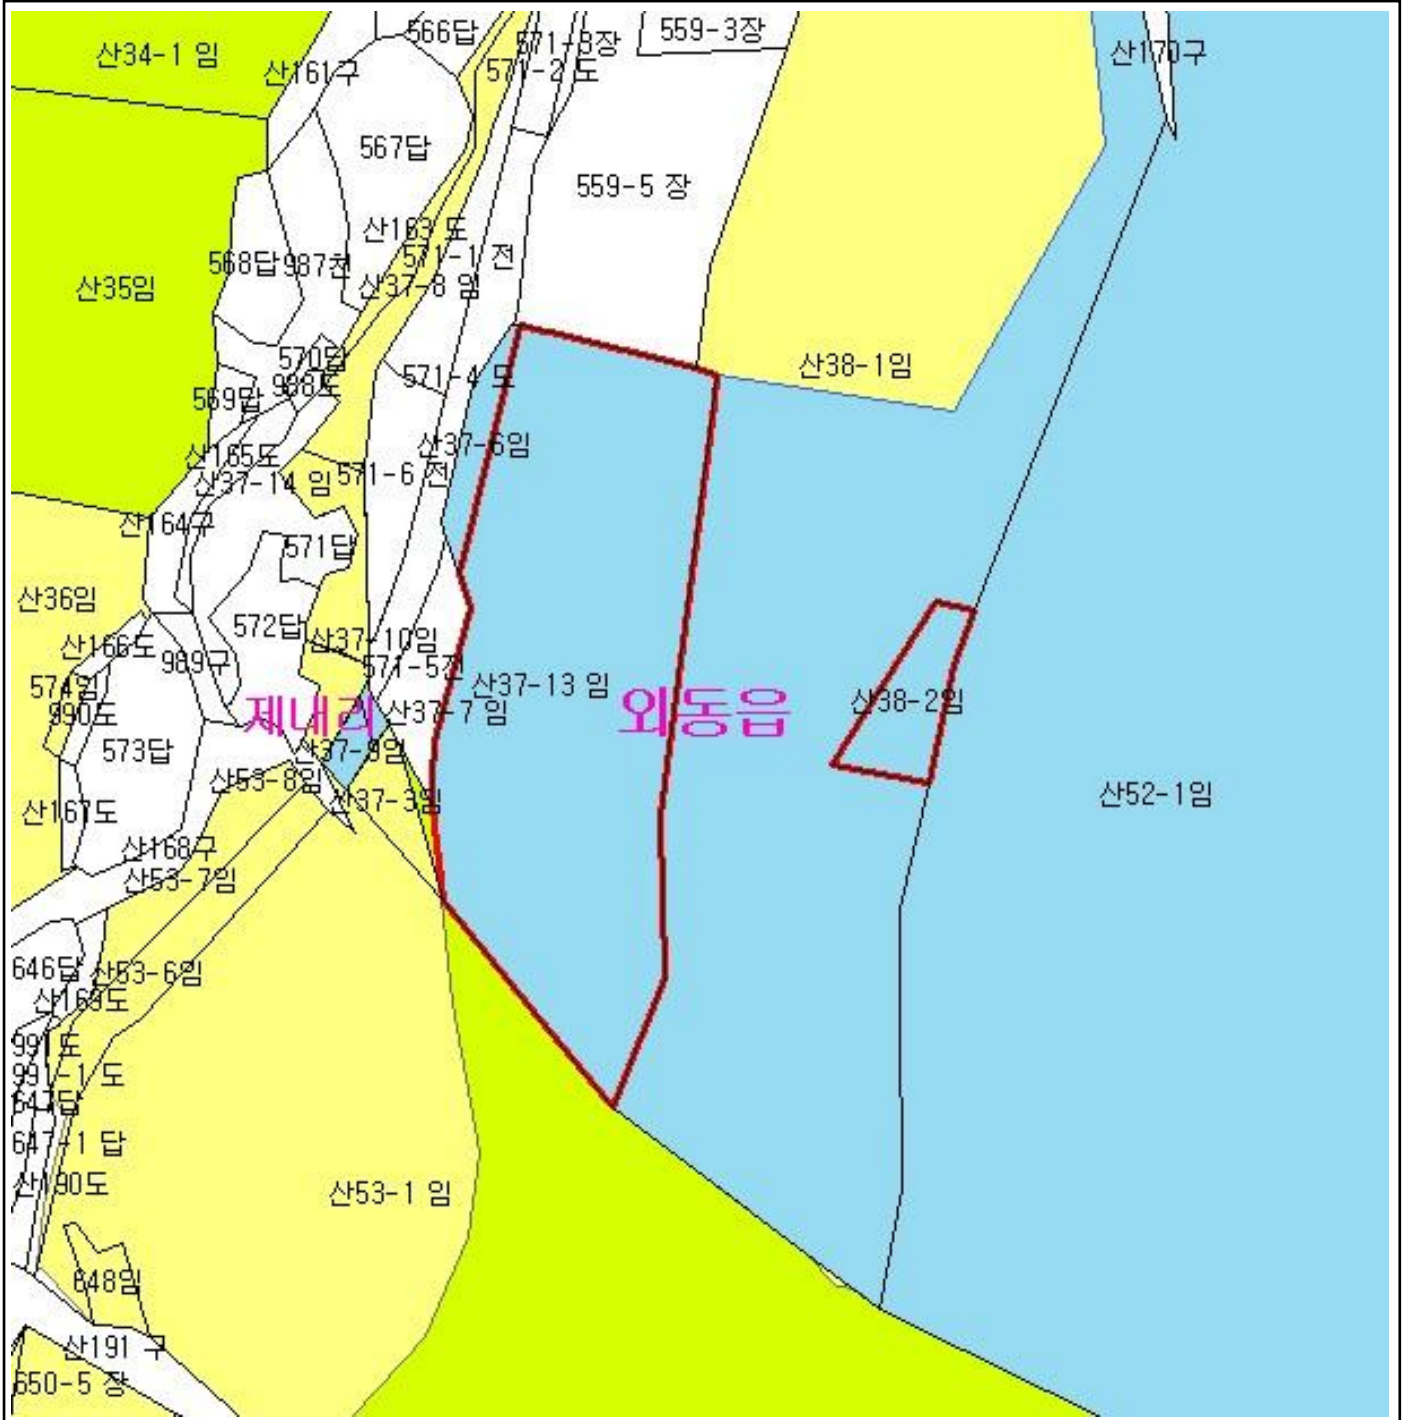 566답
571-3장
559-3장
산34-1 임
산161구
571-2 도
산170구
567답
559-5 장
산163 도
571-1 전
568답
987천
산37-8 임
산35임
570답
988도
571-4 도
산38-1임
569답
산37-6임
산165도
571-6 전
산37-14 임
산164구
571답
산36임
572답
산37-10임
산166도
989구
571-5전
574임
산37-13 임
990도
제내리
산37-7 임
외동읍
산38-2임
573답
산37-9임
산53-8임
산37-3임
산52-1임
산167도
산168구
산53-7임
646답
산53-6임
산169도
991도
991-1 도
647답
647-1 답
산190도
산53-1 임
648임
산191 구
650-5 장